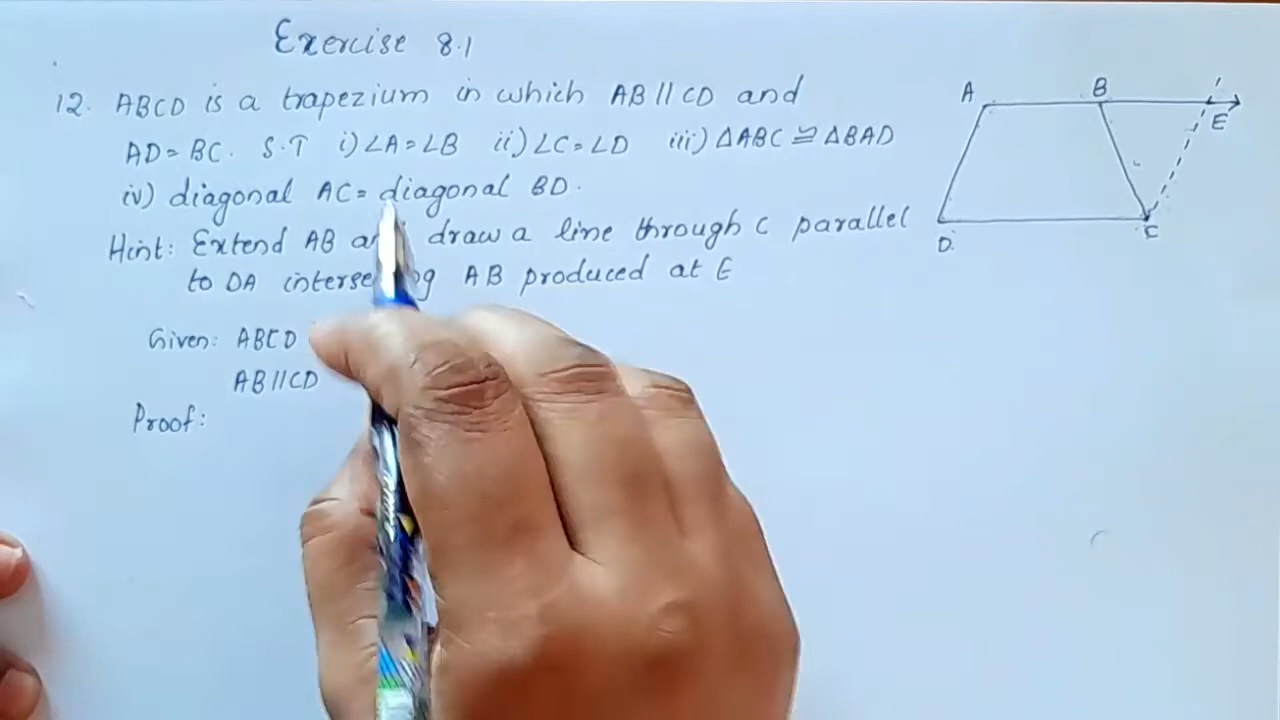 Exercise 8.1
12. ABCD is a trapezium in which AB // CD and
AD = BC. S.T i) ∠A = ∠B ii) ∠C = ∠D iii) ΔABC ≅ ΔBAD
iv) diagonal AC = diagonal BD.
Hint: Extend AB draw a line through C parallel
to DA AB produced at E
Given: ABCD
AB // CD
Proof:
A B E
D. C